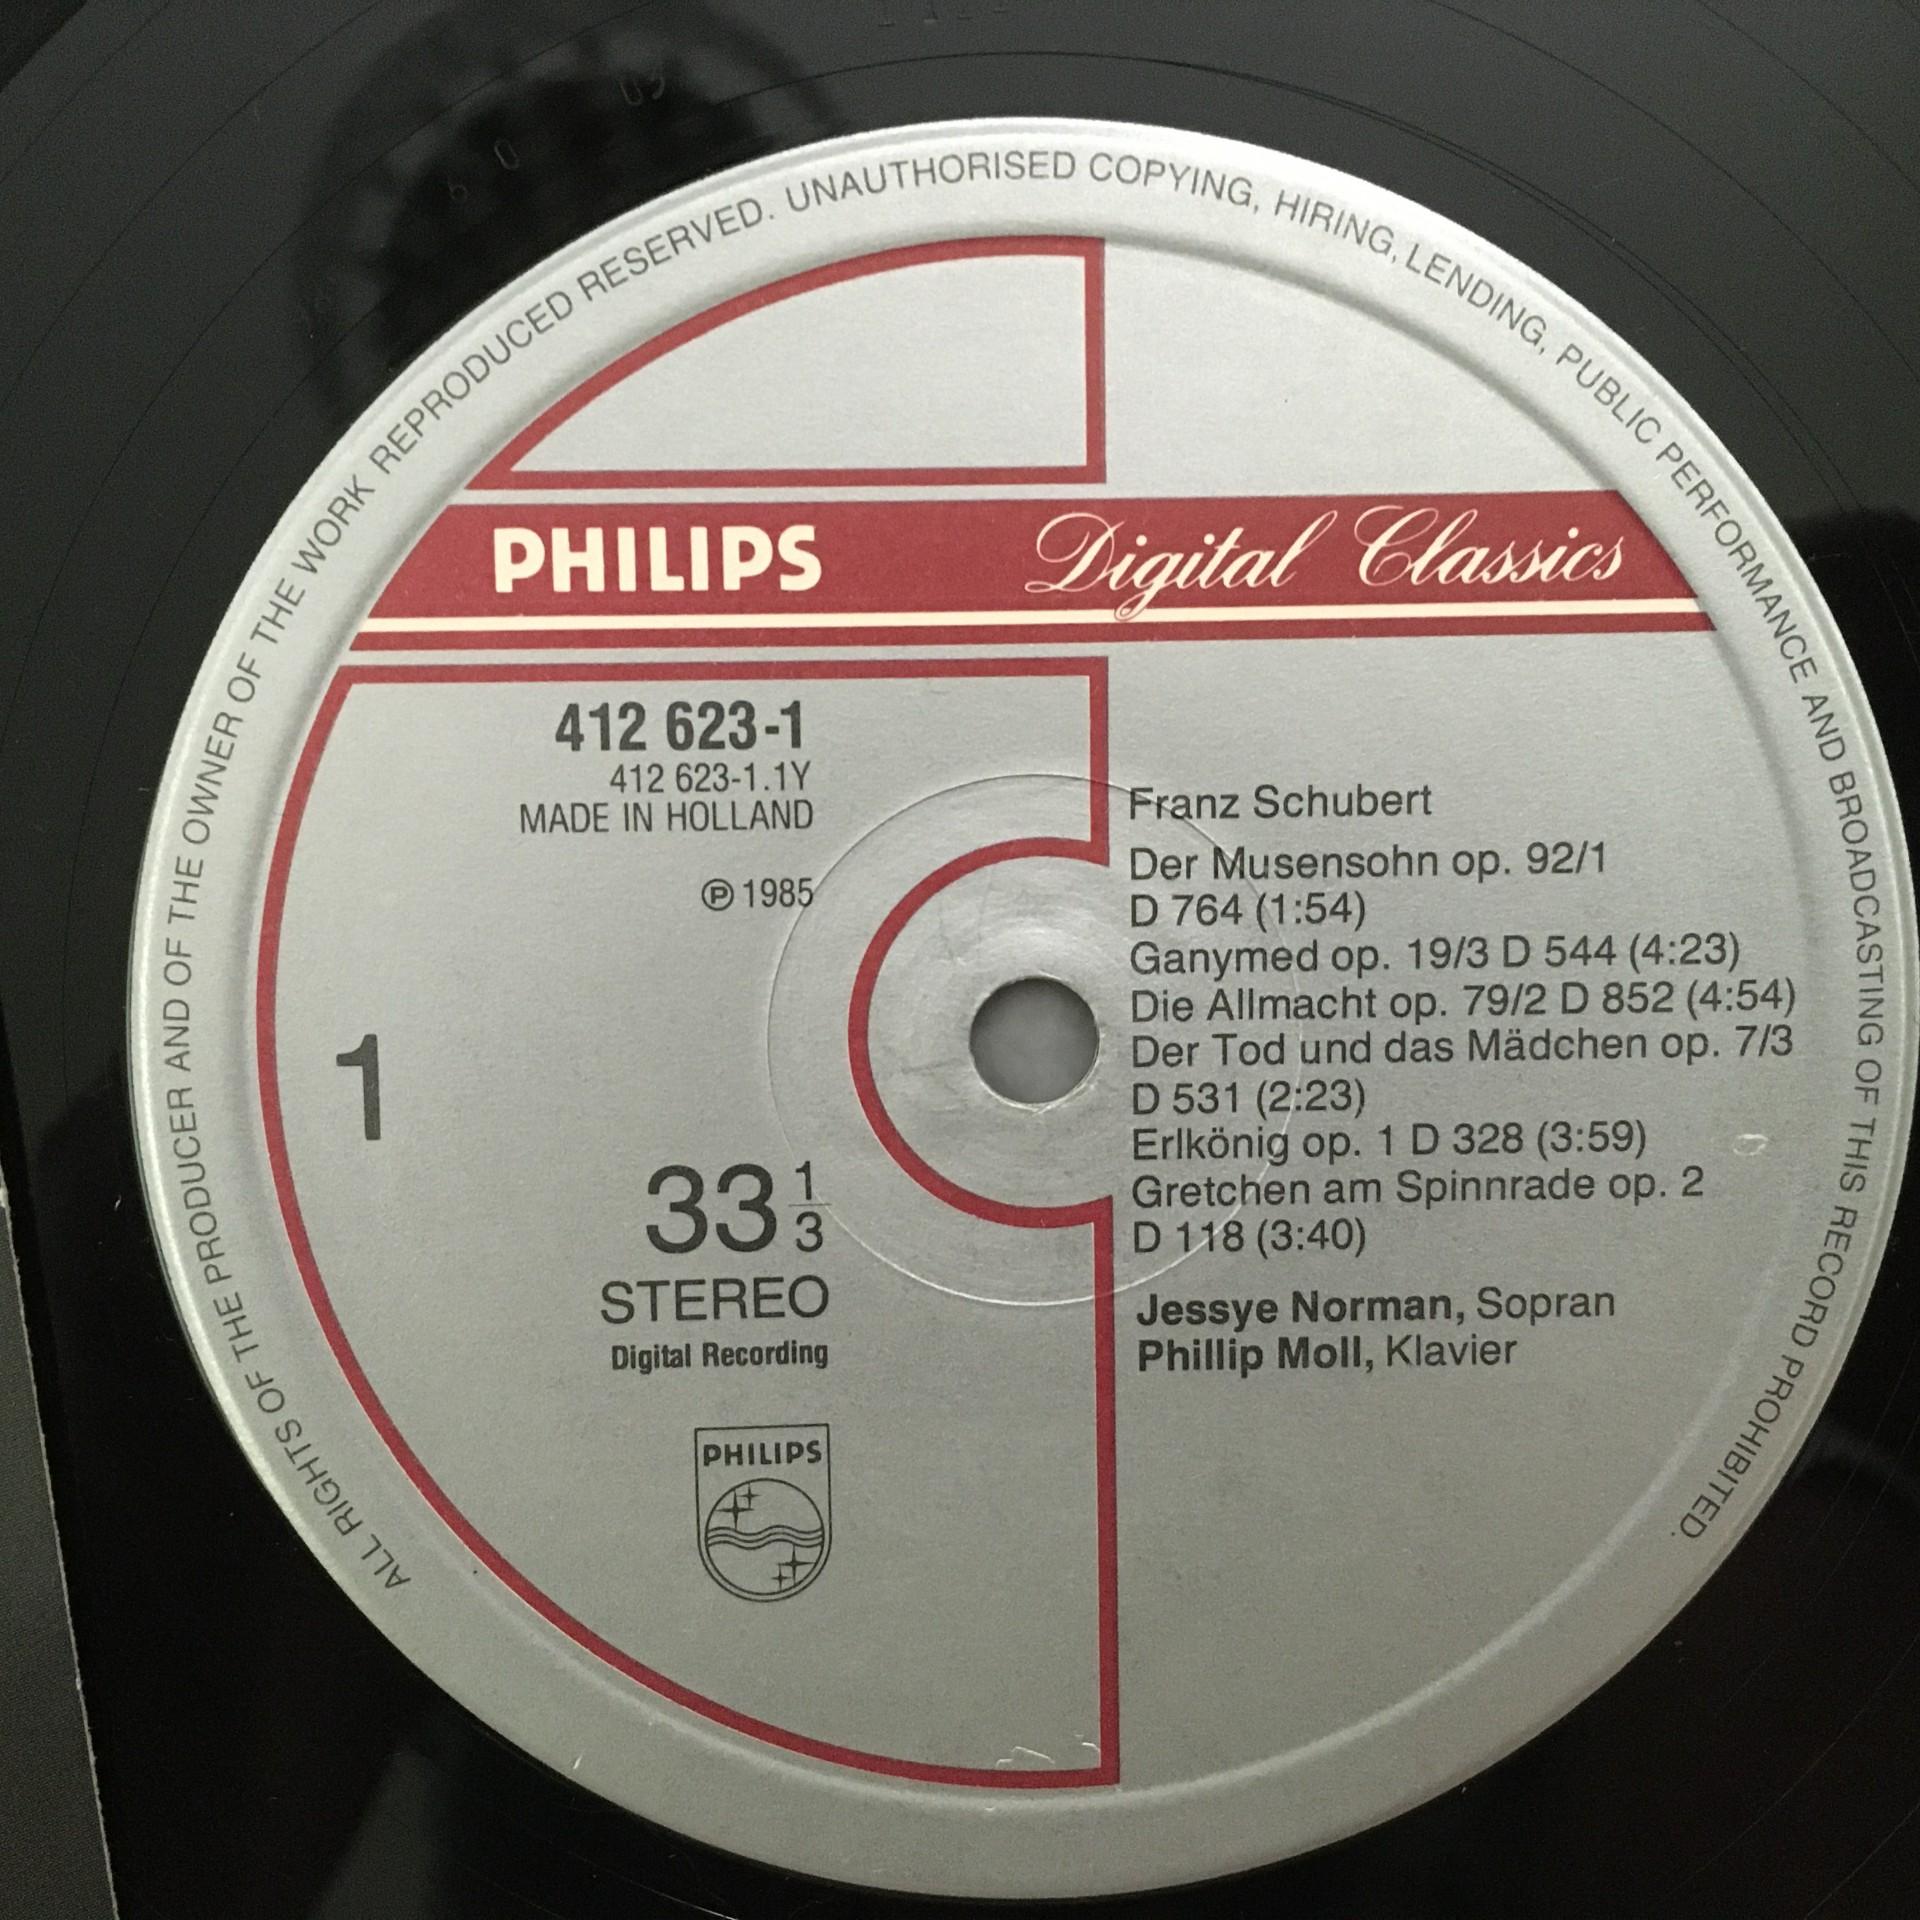 ALL RIGHTS OF THE PRODUCER AND OF THE OWNER OF THE WORK REPRODUCED RESERVED. UNAUTHORISED COPYING, HIRING, LENDING, PUBLIC PERFORMANCE AND BROADCASTING OF THIS RECORD PROHIBITED.
PHILIPS Digital Classics
412 623-1
412 623-1.1Y
MADE IN HOLLAND
℗ 1985
1
33 1/3
STEREO
Digital Recording
PHILIPS
Franz Schubert
Der Musensohn op. 92/1
D 764 (1:54)
Ganymed op. 19/3 D 544 (4:23)
Die Allmacht op. 79/2 D 852 (4:54)
Der Tod und das Mädchen op. 7/3
D 531 (2:23)
Erlkönig op. 1 D 328 (3:59)
Gretchen am Spinnrade op. 2
D 118 (3:40)
Jessye Norman, Sopran
Phillip Moll, Klavier